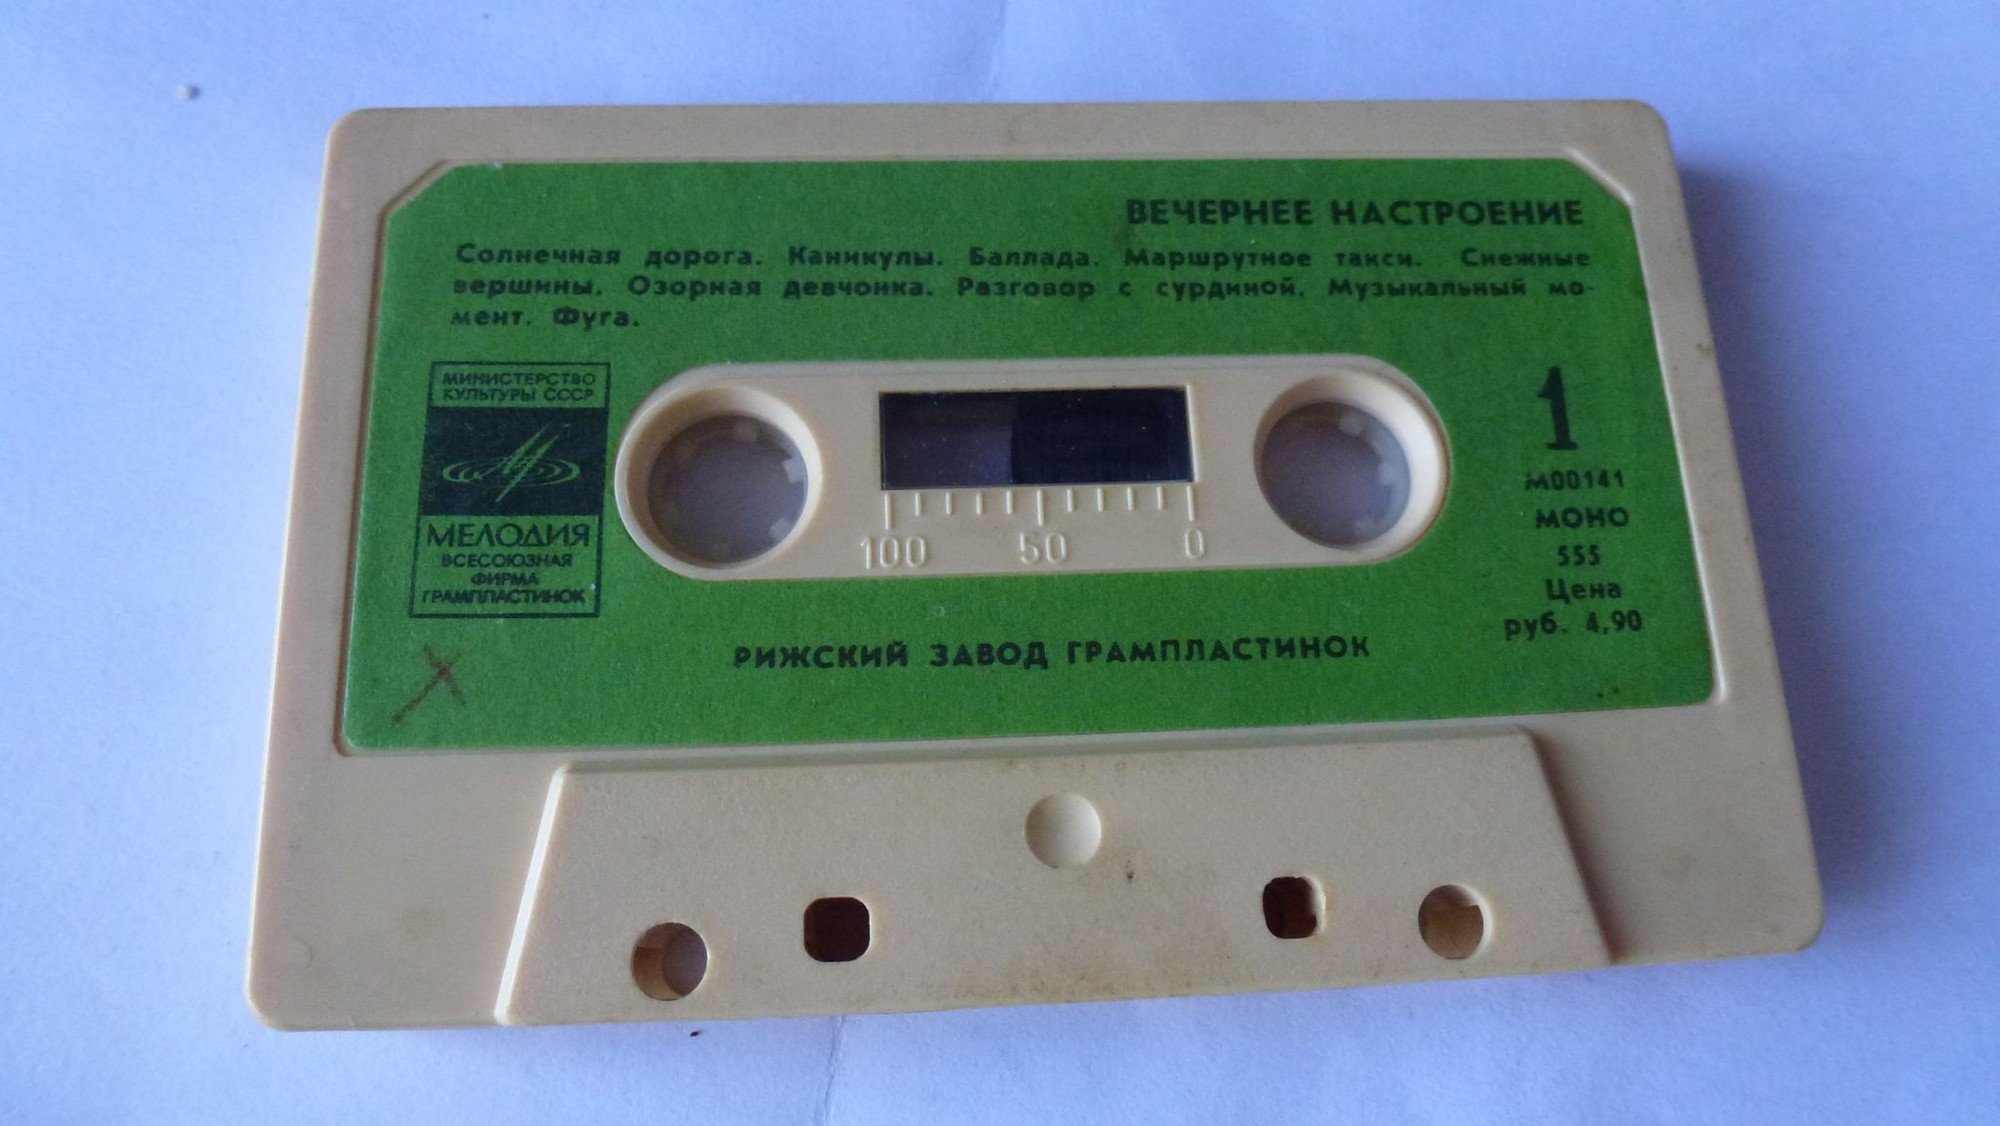 ВЕЧЕРНЕЕ НАСТРОЕНИЕ
Солнечная дорога. Каникулы. Баллада. Маршрутное такси. Снежные
вершины. Озорная девчонка. Разговор с сурдиной. Музыкальный мо-
мент. Фуга.
МИНИСТЕРСТВО
КУЛЬТУРЫ СССР
МЕЛОДИЯ
ВСЕСОЮЗНАЯ
ФИРМА
ГРАМПЛАСТИНОК
100 50 0
1
М00141
МОНО
555
Цена
руб. 4,90
РИЖСКИЙ ЗАВОД ГРАМПЛАСТИНОК